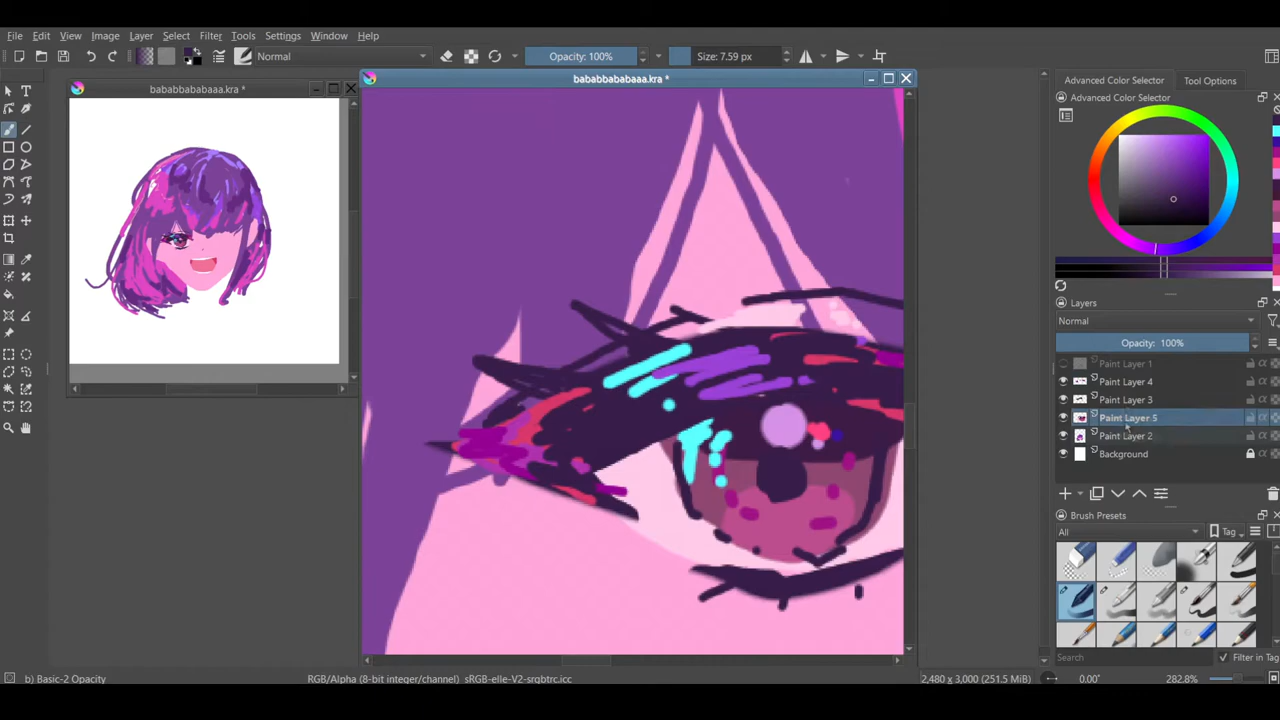 File Edit View Image Layer Select Filter Tools Settings Window Help
Normal
Opacity: 100%
Size: 7.59 px
bababbababaaa.kra *
bababbababaaa.kra *
Advanced Color Selector
Tool Options
Advanced Color Selector
Layers
Normal
Opacity: 100%
Paint Layer 1
Paint Layer 4
Paint Layer 3
Paint Layer 5
Paint Layer 2
Background
Brush Presets
All
Tag
Search
Filter in Tag
b) Basic-2 Opacity
RGB/Alpha (8-bit integer/channel) sRGB-elle-V2-srgbtrc.icc
2,480 x 3,000 (251.5 MiB)
0.00°
282.8%